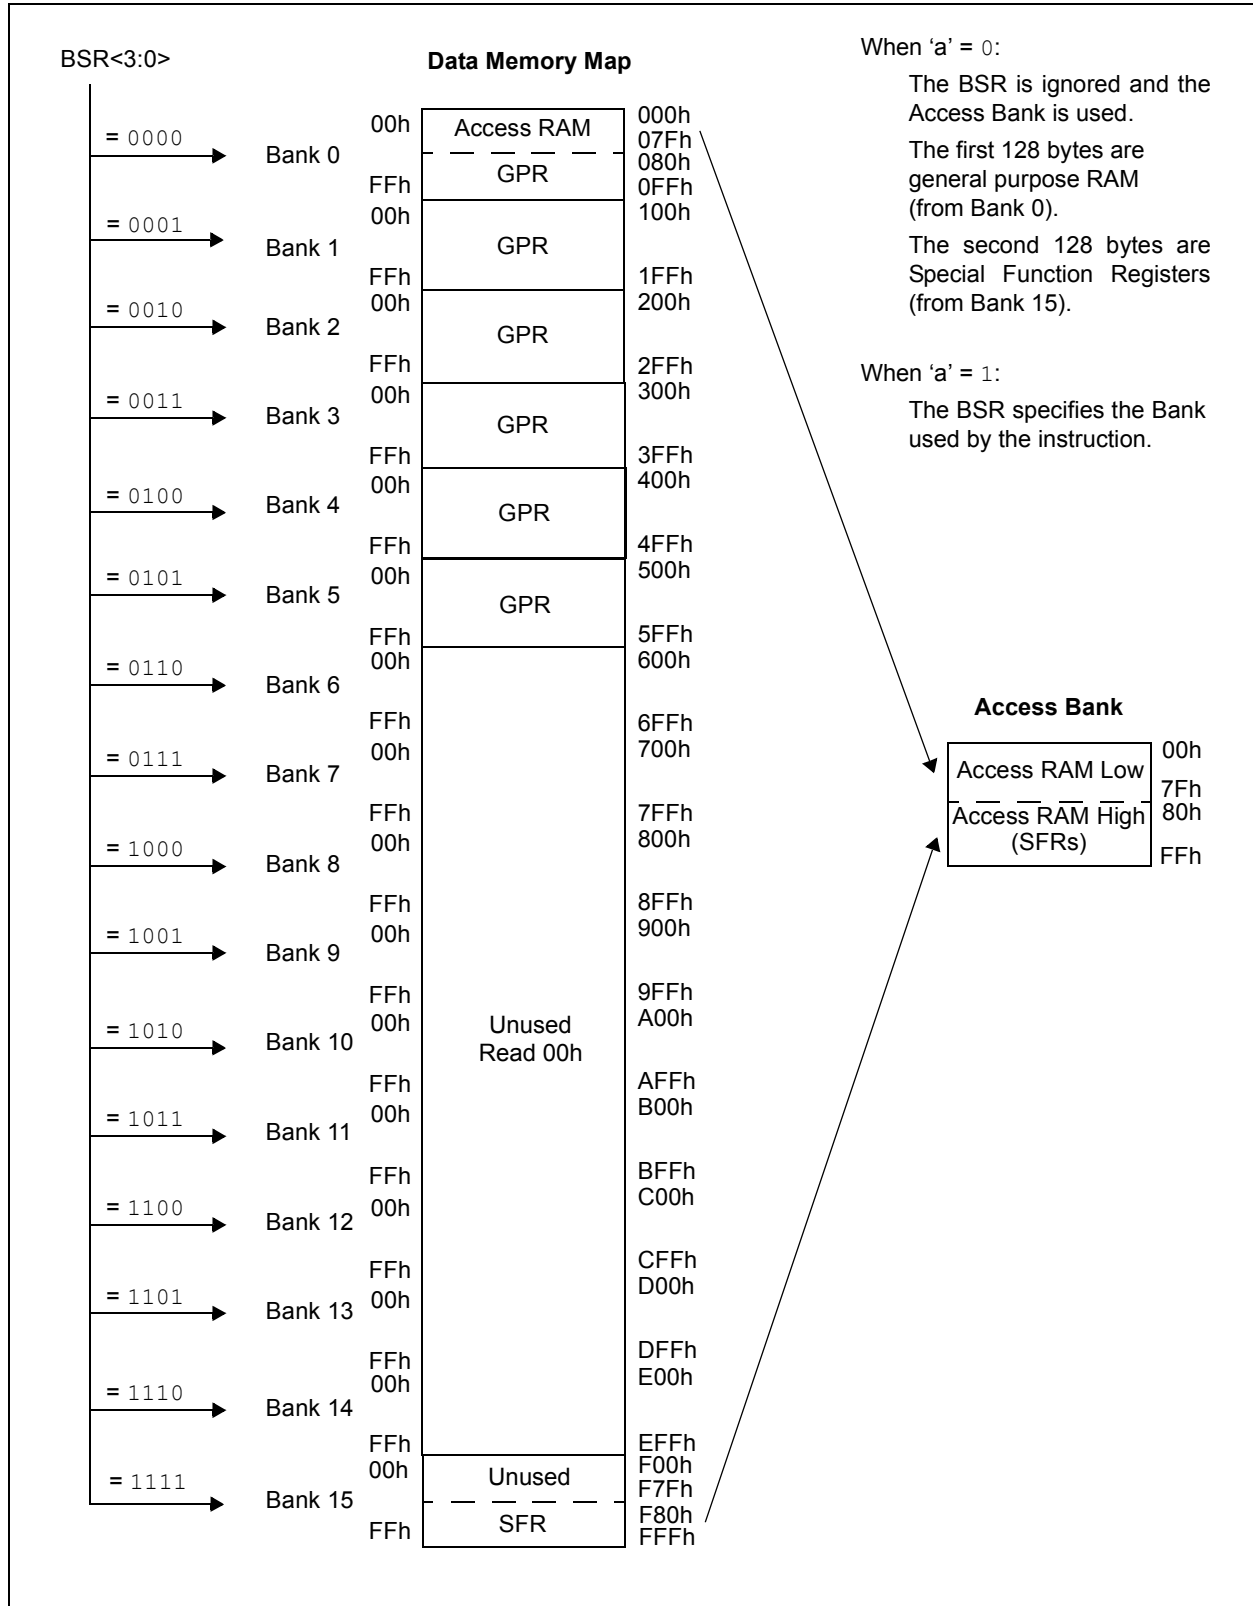 BSR<3:0>
Data Memory Map
When ‘a’ = 0:
The BSR is ignored and the
Access Bank is used.
The first 128 bytes are
general purpose RAM
(from Bank 0).
The second 128 bytes are
Special Function Registers
(from Bank 15).
When ‘a’ = 1:
The BSR specifies the Bank
used by the instruction.
= 0000
Bank 0
00h
Access RAM
000h
07Fh
080h
GPR
FFh
0FFh
= 0001
Bank 1
00h
GPR
100h
FFh
1FFh
= 0010
Bank 2
00h
GPR
200h
FFh
2FFh
= 0011
Bank 3
00h
GPR
300h
FFh
3FFh
= 0100
Bank 4
00h
GPR
400h
FFh
4FFh
= 0101
Bank 5
00h
GPR
500h
FFh
5FFh
= 0110
Bank 6
00h
600h
FFh
6FFh
= 0111
Bank 7
00h
700h
FFh
7FFh
= 1000
Bank 8
00h
800h
FFh
8FFh
= 1001
Bank 9
00h
900h
FFh
9FFh
= 1010
Bank 10
00h
Unused
Read 00h
A00h
FFh
AFFh
= 1011
Bank 11
00h
B00h
FFh
BFFh
= 1100
Bank 12
00h
C00h
FFh
CFFh
= 1101
Bank 13
00h
D00h
FFh
DFFh
= 1110
Bank 14
00h
E00h
FFh
EFFh
= 1111
Bank 15
00h
Unused
F00h
F7Fh
F80h
SFR
FFh
FFFh
Access Bank
Access RAM Low
00h
7Fh
Access RAM High
(SFRs)
80h
FFh